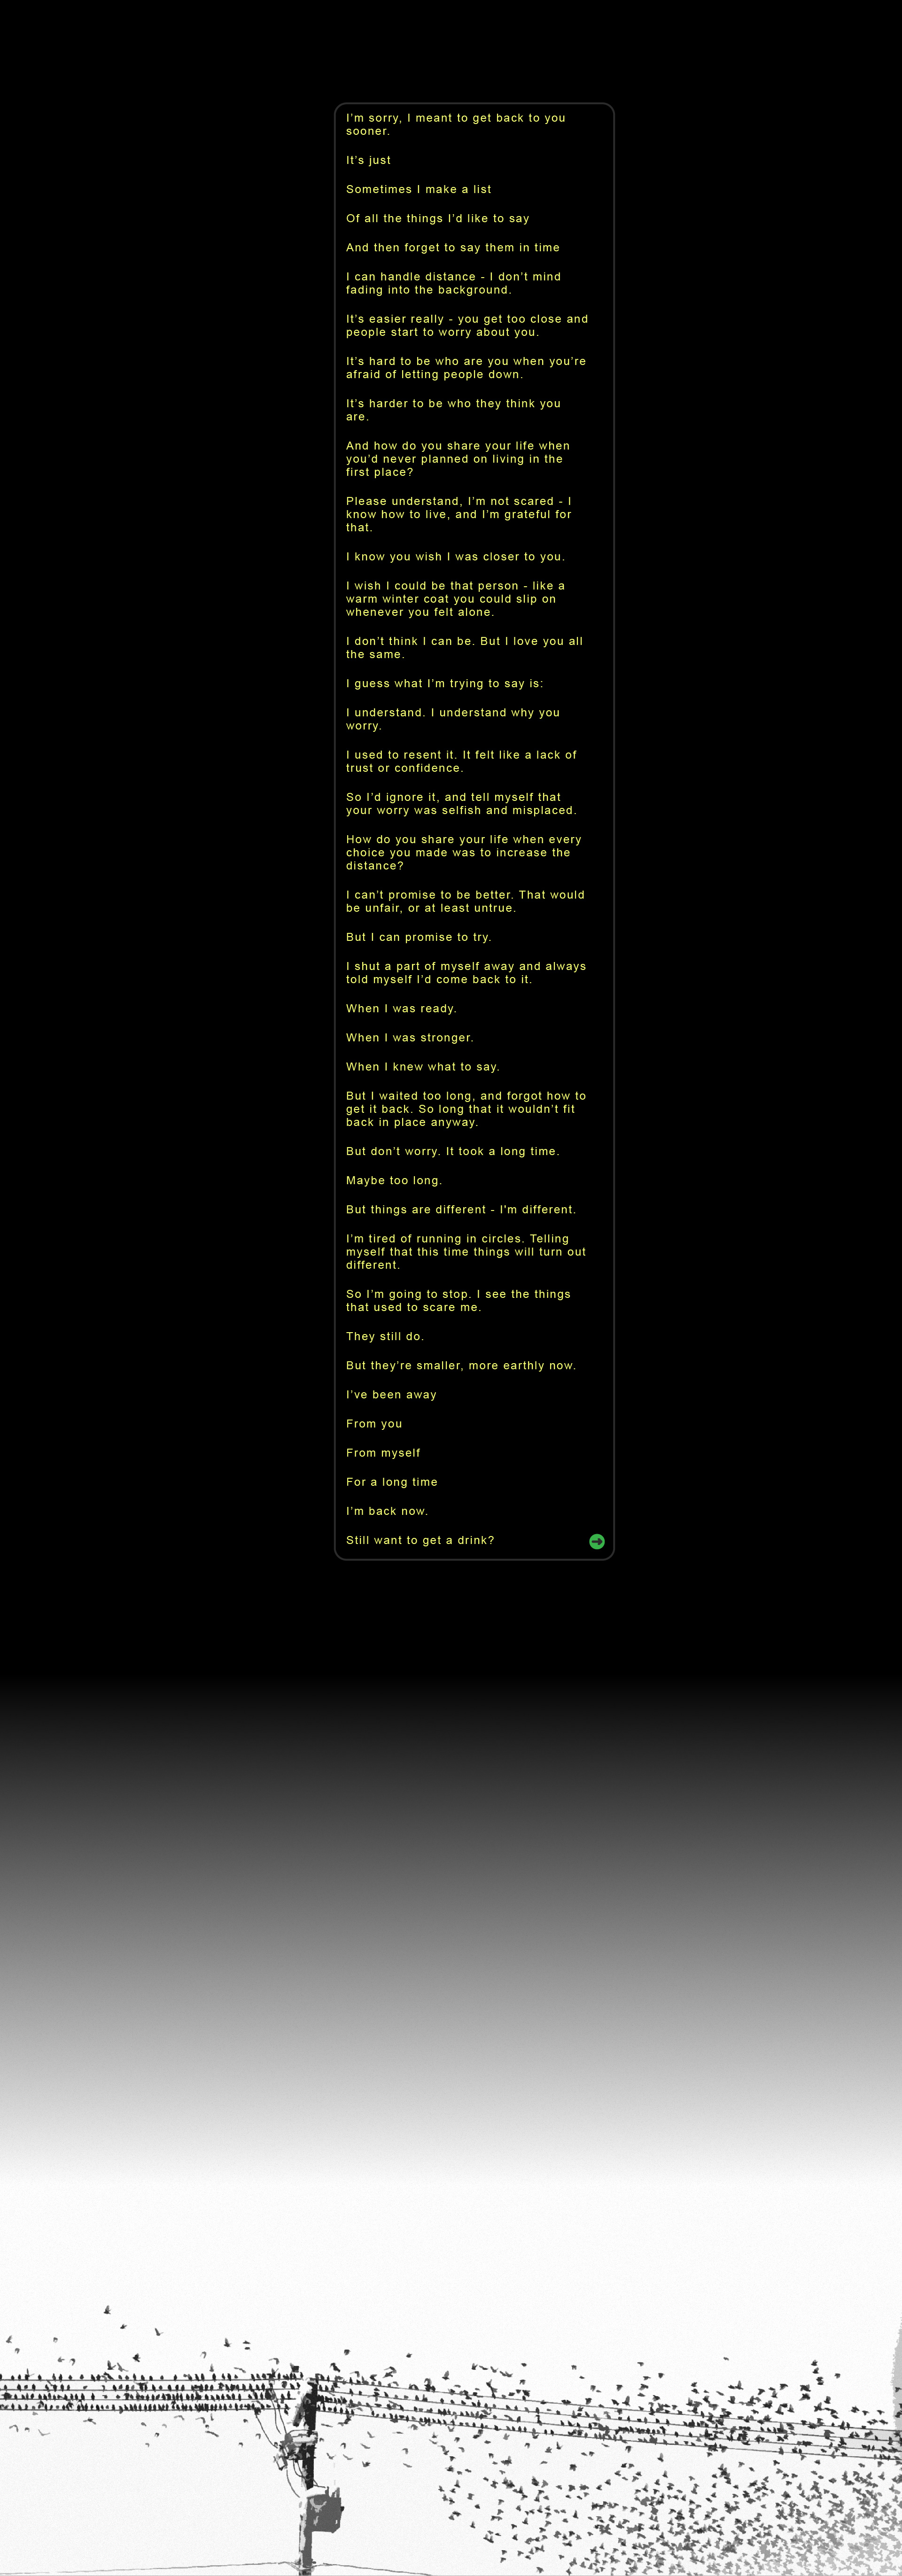 I’m sorry, I meant to get back to you
sooner.
It’s just
Sometimes I make a list
Of all the things I’d like to say
And then forget to say them in time
I can handle distance - I don’t mind
fading into the background.
It’s easier really - you get too close and
people start to worry about you.
It’s hard to be who are you when you’re
afraid of letting people down.
It’s harder to be who they think you
are.
And how do you share your life when
you’d never planned on living in the
first place?
Please understand, I’m not scared - I
know how to live, and I’m grateful for
that.
I know you wish I was closer to you.
I wish I could be that person - like a
warm winter coat you could slip on
whenever you felt alone.
I don’t think I can be. But I love you all
the same.
I guess what I’m trying to say is:
I understand. I understand why you
worry.
I used to resent it. It felt like a lack of
trust or confidence.
So I’d ignore it, and tell myself that
your worry was selfish and misplaced.
How do you share your life when every
choice you made was to increase the
distance?
I can’t promise to be better. That would
be unfair, or at least untrue.
But I can promise to try.
I shut a part of myself away and always
told myself I’d come back to it.
When I was ready.
When I was stronger.
When I knew what to say.
But I waited too long, and forgot how to
get it back. So long that it wouldn’t fit
back in place anyway.
But don’t worry. It took a long time.
Maybe too long.
But things are different - I'm different.
I’m tired of running in circles. Telling
myself that this time things will turn out
different.
So I’m going to stop. I see the things
that used to scare me.
They still do.
But they’re smaller, more earthly now.
I’ve been away
From you
From myself
For a long time
I’m back now.
Still want to get a drink?